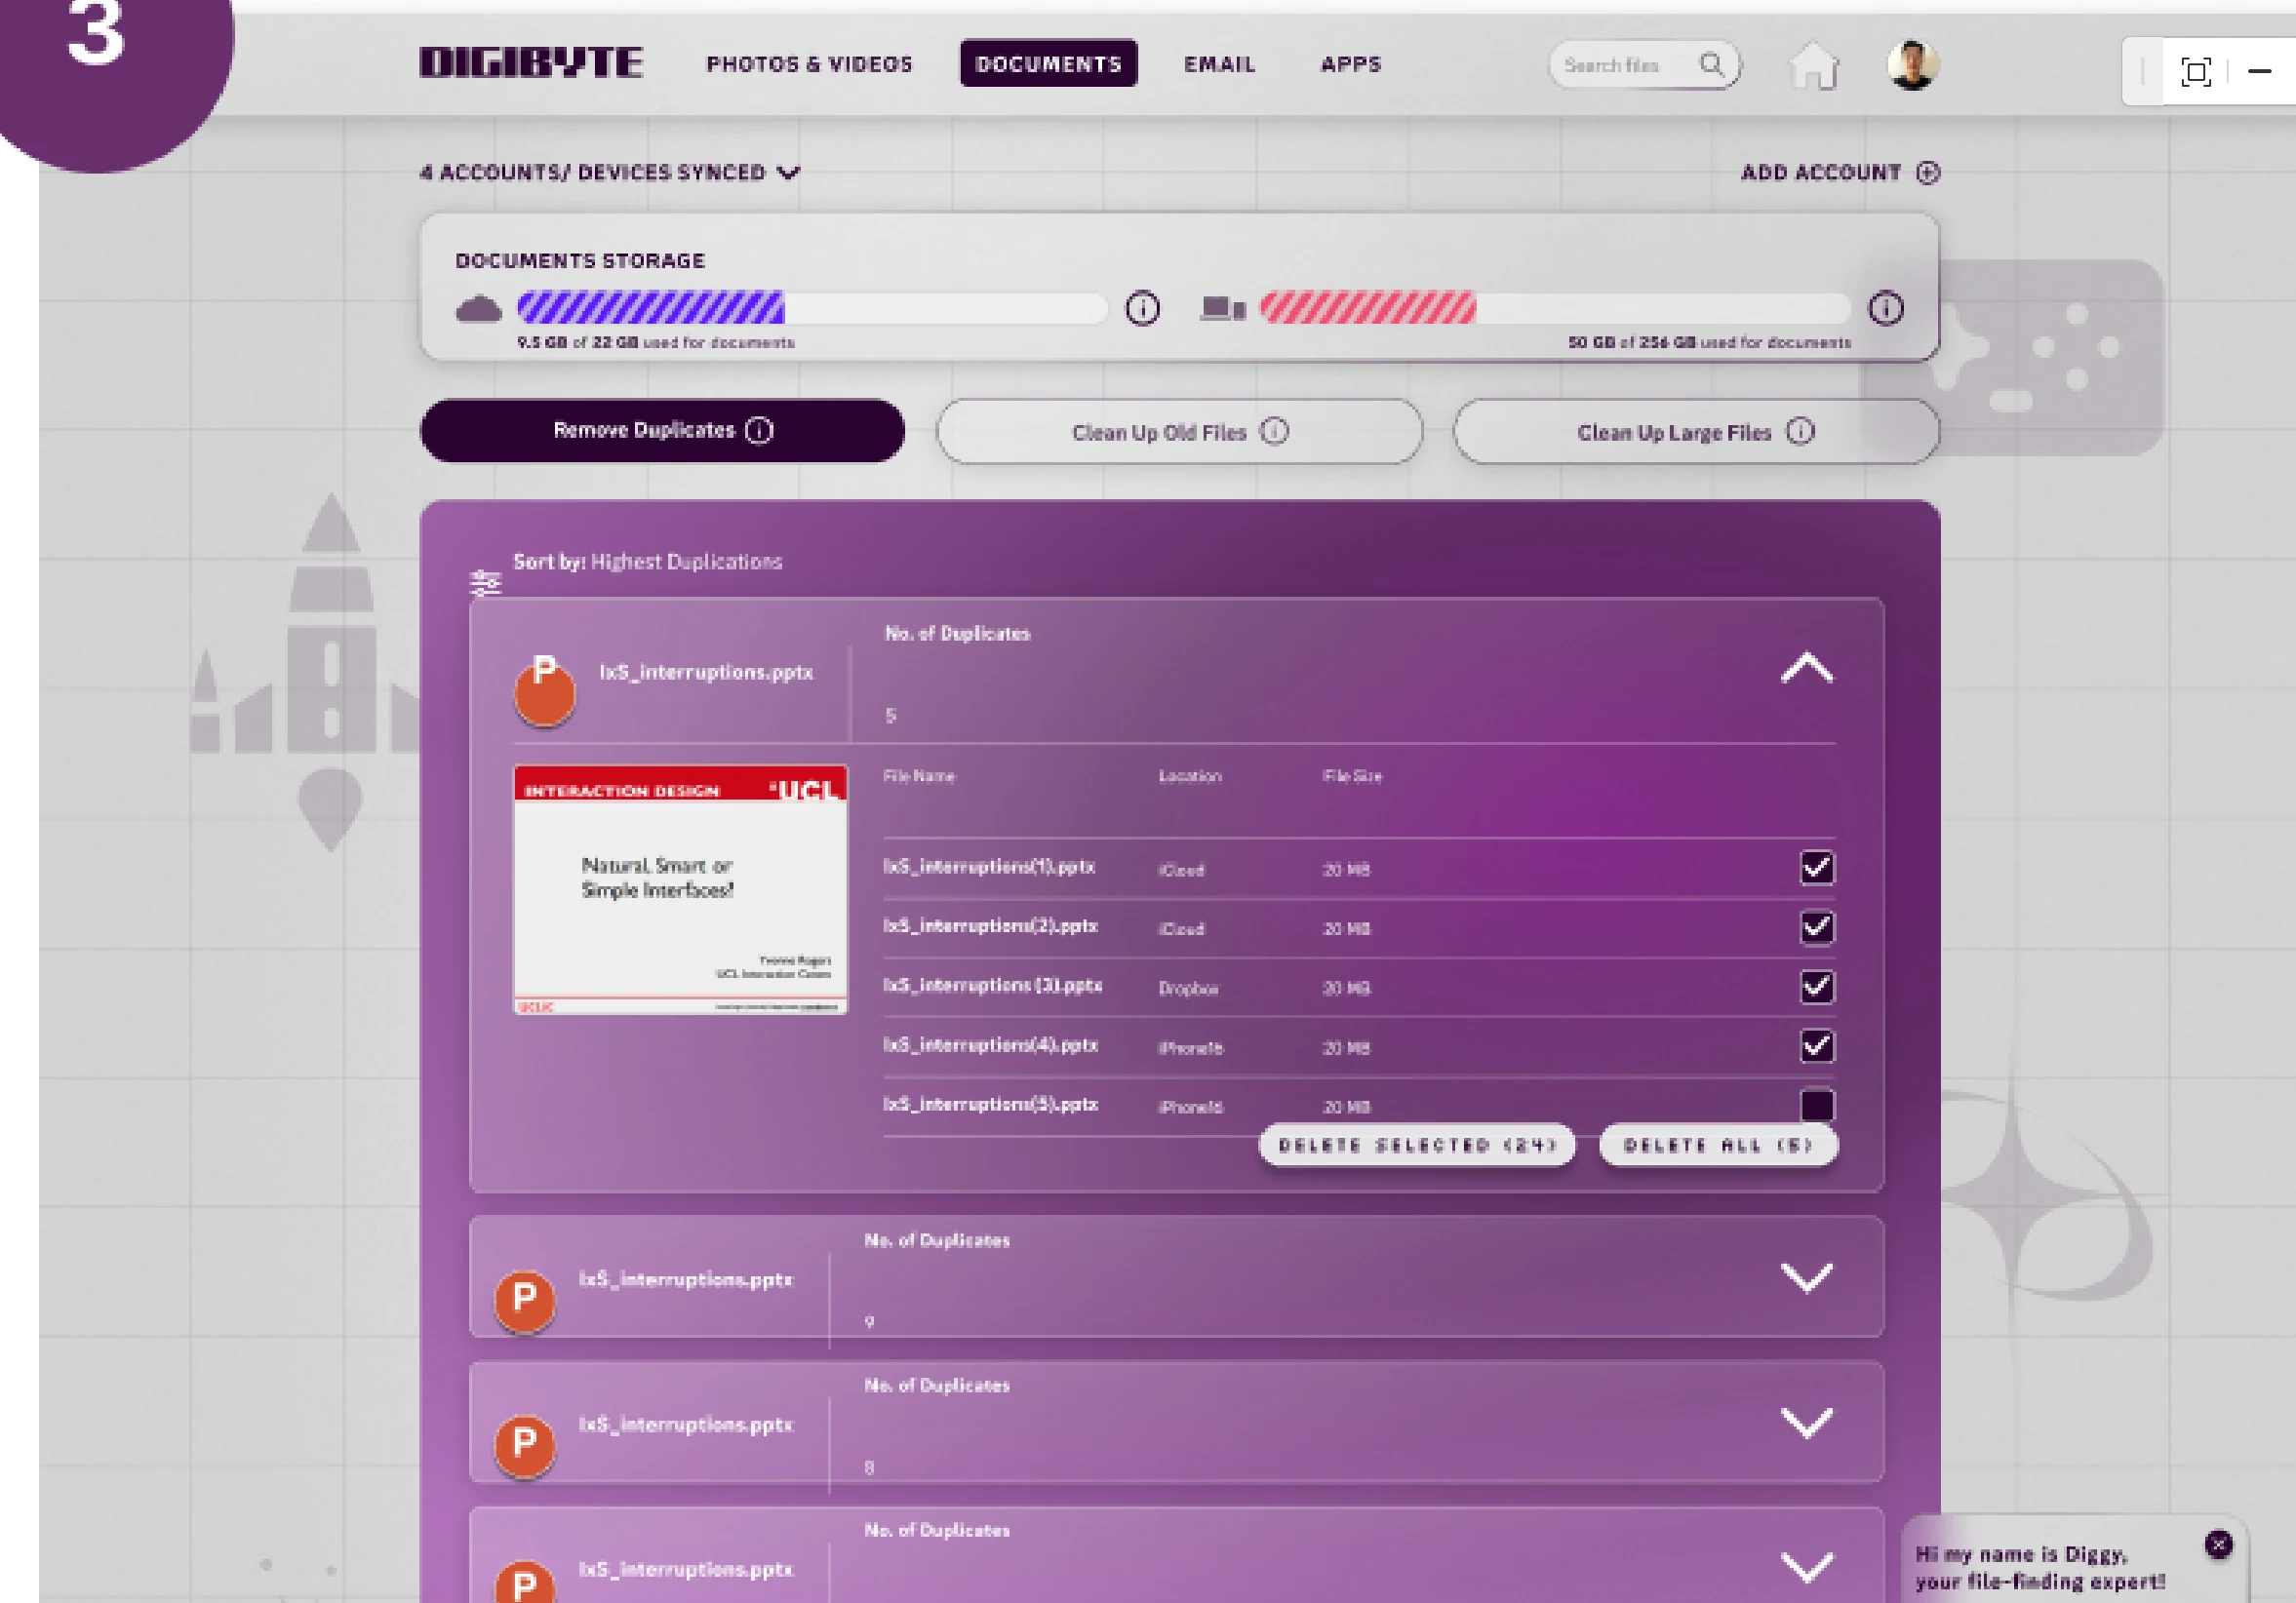 3
DIGIBYTE
PHOTOS & VIDEOS
DOCUMENTS
EMAIL
APPS
Search files
4 ACCOUNTS/ DEVICES SYNCED
ADD ACCOUNT
DOCUMENTS STORAGE
9.5 GB of 22 GB used for documents
50 GB of 256 GB used for documents
Remove Duplicates
Clean Up Old Files
Clean Up Large Files
Sort by: Highest Duplications
P
IxS_interruptions.pptx
No. of Duplicates
5
INTERACTION DESIGN
UCL
Natural, Smart or
Simple Interfaces?
Yvonne Rogers
UCL Interaction Centre
UCLIC
File Name
Location
File Size
IxS_interruptions(1).pptx
iCloud
20 MB
IxS_interruptions(2).pptx
iCloud
20 MB
IxS_interruptions (3).pptx
Dropbox
20 MB
IxS_interruptions(4).pptx
iPhone16
20 MB
IxS_interruptions(5).pptx
iPhone16
20 MB
DELETE SELECTED (24)
DELETE ALL (5)
P
IxS_interruptions.pptx
No. of Duplicates
9
P
IxS_interruptions.pptx
No. of Duplicates
8
P
IxS_interruptions.pptx
No. of Duplicates
Hi my name is Diggy,
your file-finding expert!